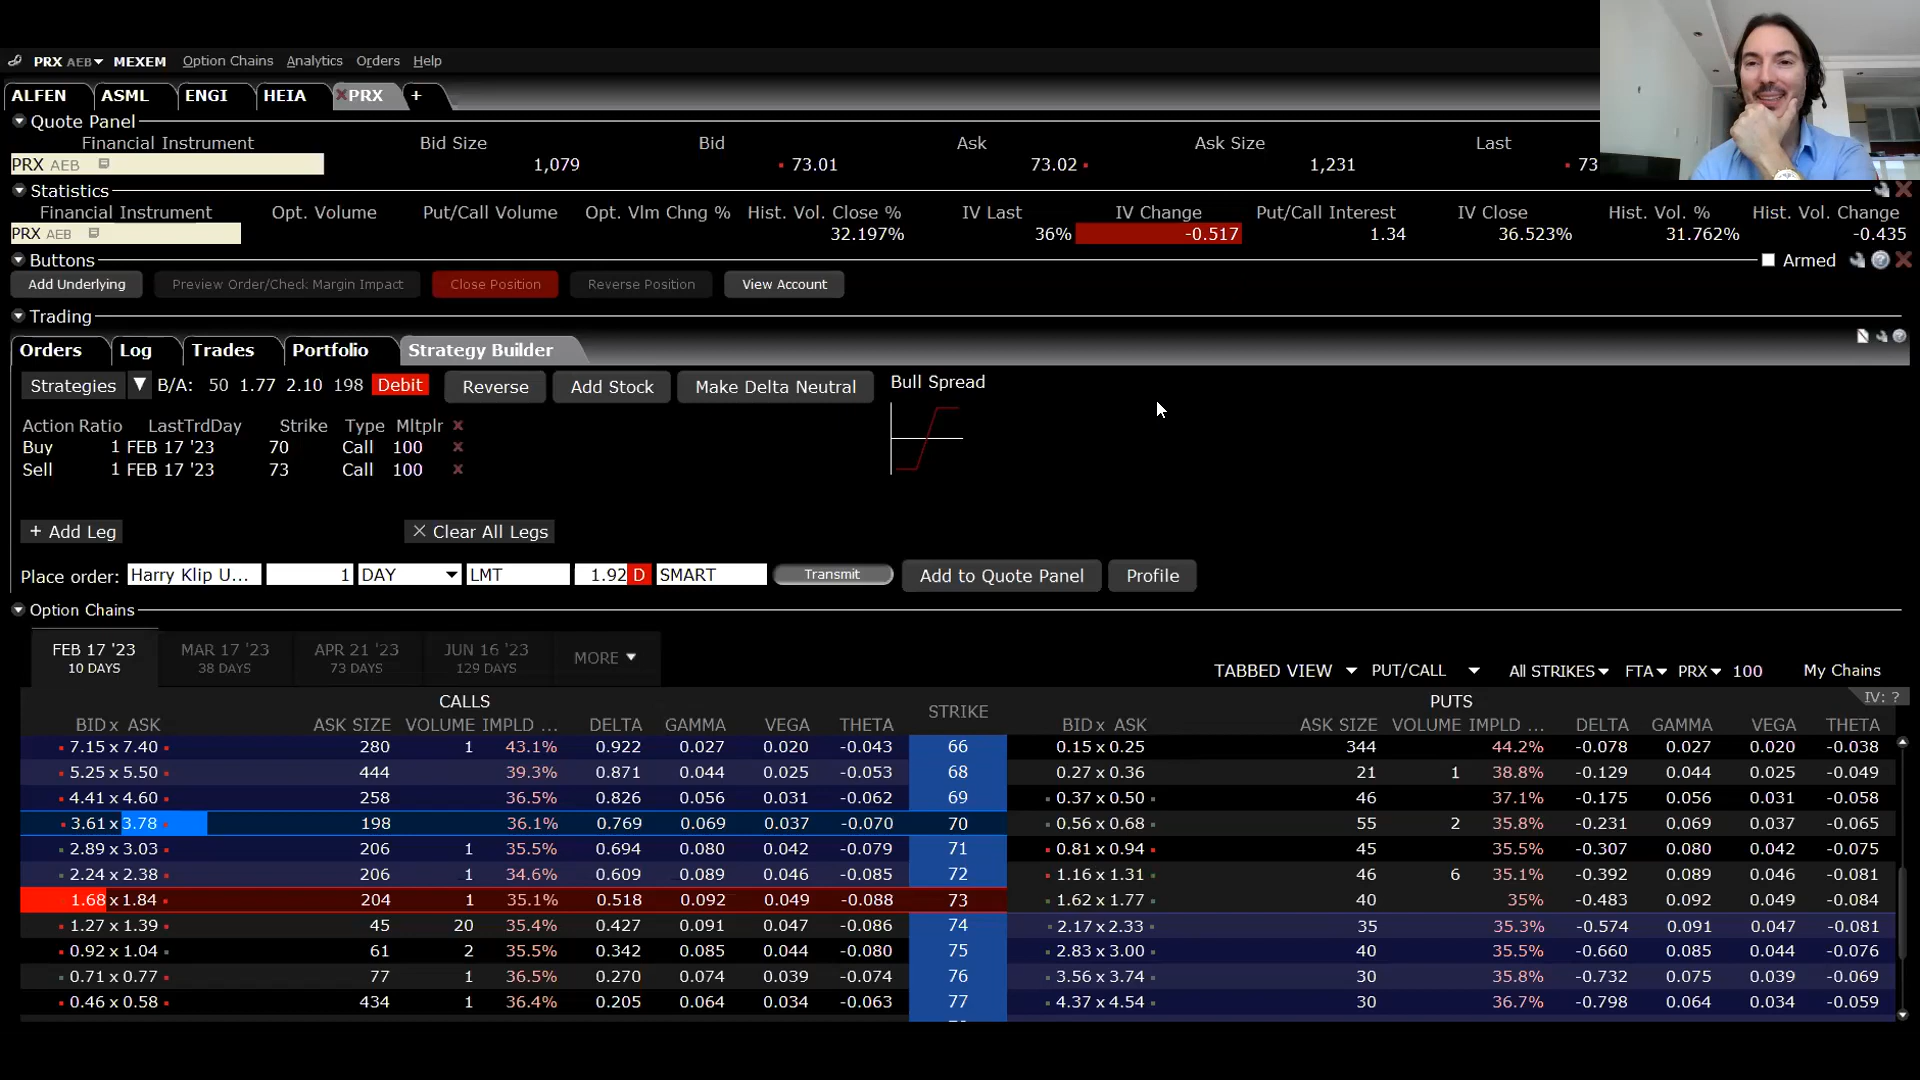 PRX AEB MEXEM Option Chains Analytics Orders Help
ALFEN ASML ENGI HEIA PRX +
Quote Panel
Financial Instrument Bid Size Bid Ask Ask Size Last
PRX AEB 1,079 73.01 73.02 1,231 73
Statistics
Financial Instrument Opt. Volume Put/Call Volume Opt. Vlm Chng % Hist. Vol. Close % IV Last IV Change Put/Call Interest IV Close Hist. Vol. % Hist. Vol. Change
PRX AEB 32.197% 36% -0.517 1.34 36.523% 31.762% -0.435
Buttons Armed
Add Underlying Preview Order/Check Margin Impact Close Position Reverse Position View Account
Trading
Orders Log Trades Portfolio Strategy Builder
Strategies B/A: 50 1.77 2.10 198 Debit Reverse Add Stock Make Delta Neutral Bull Spread
Action Ratio LastTrdDay Strike Type Mltplr
Buy 1 FEB 17 '23 70 Call 100
Sell 1 FEB 17 '23 73 Call 100
+ Add Leg Clear All Legs
Place order: Harry Klip U... 1 DAY LMT 1.92 D SMART Transmit Add to Quote Panel Profile
Option Chains
FEB 17 '23 MAR 17 '23 APR 21 '23 JUN 16 '23 MORE
10 DAYS 38 DAYS 73 DAYS 129 DAYS
TABBED VIEW PUT/CALL All STRIKES FTA PRX 100 My Chains
CALLS STRIKE PUTS IV: ?
BID x ASK ASK SIZE VOLUME IMPLD ... DELTA GAMMA VEGA THETA BID x ASK ASK SIZE VOLUME IMPLD ... DELTA GAMMA VEGA THETA
7.15 x 7.40 280 1 43.1% 0.922 0.027 0.020 -0.043 66 0.15 x 0.25 344 44.2% -0.078 0.027 0.020 -0.038
5.25 x 5.50 444 39.3% 0.871 0.044 0.025 -0.053 68 0.27 x 0.36 21 1 38.8% -0.129 0.044 0.025 -0.049
4.41 x 4.60 258 36.5% 0.826 0.056 0.031 -0.062 69 0.37 x 0.50 46 37.1% -0.175 0.056 0.031 -0.058
3.61 x 3.78 198 36.1% 0.769 0.069 0.037 -0.070 70 0.56 x 0.68 55 2 35.8% -0.231 0.069 0.037 -0.065
2.89 x 3.03 206 1 35.5% 0.694 0.080 0.042 -0.079 71 0.81 x 0.94 45 35.5% -0.307 0.080 0.042 -0.075
2.24 x 2.38 206 1 34.6% 0.609 0.089 0.046 -0.085 72 1.16 x 1.31 46 6 35.1% -0.392 0.089 0.046 -0.081
1.68 x 1.84 204 1 35.1% 0.518 0.092 0.049 -0.088 73 1.62 x 1.77 40 35% -0.483 0.092 0.049 -0.084
1.27 x 1.39 45 20 35.4% 0.427 0.091 0.047 -0.086 74 2.17 x 2.33 35 35.3% -0.574 0.091 0.047 -0.081
0.92 x 1.04 61 2 35.5% 0.342 0.085 0.044 -0.080 75 2.83 x 3.00 40 35.5% -0.660 0.085 0.044 -0.076
0.71 x 0.77 77 1 36.5% 0.270 0.074 0.039 -0.074 76 3.56 x 3.74 30 35.8% -0.732 0.075 0.039 -0.069
0.46 x 0.58 434 1 36.4% 0.205 0.064 0.034 -0.063 77 4.37 x 4.54 30 36.7% -0.798 0.064 0.034 -0.059